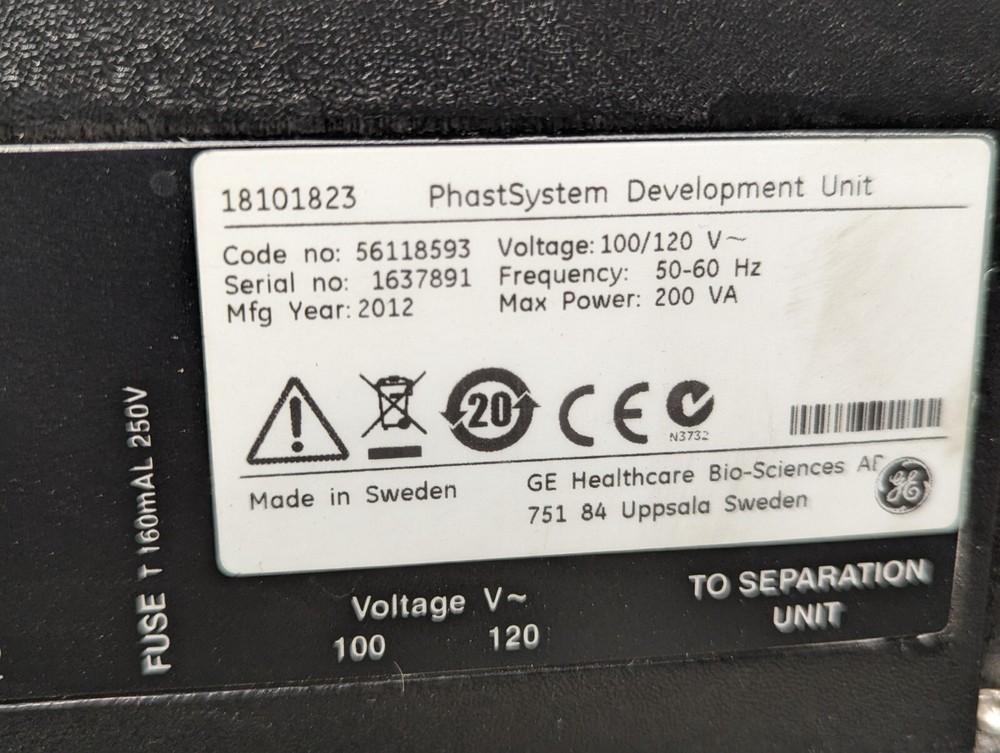 18101823 PhastSystem Development Unit
Code no: 56118593 Voltage: 100/120 V~
Serial no: 1637891 Frequency: 50-60 Hz
Mfg Year: 2012 Max Power: 200 VA
20
CE
N3732
Made in Sweden
GE Healthcare Bio-Sciences
751 84 Uppsala Sweden
GE
FUSE T 160mAL 250V
Voltage V~
100 120
TO SEPARATION
UNIT